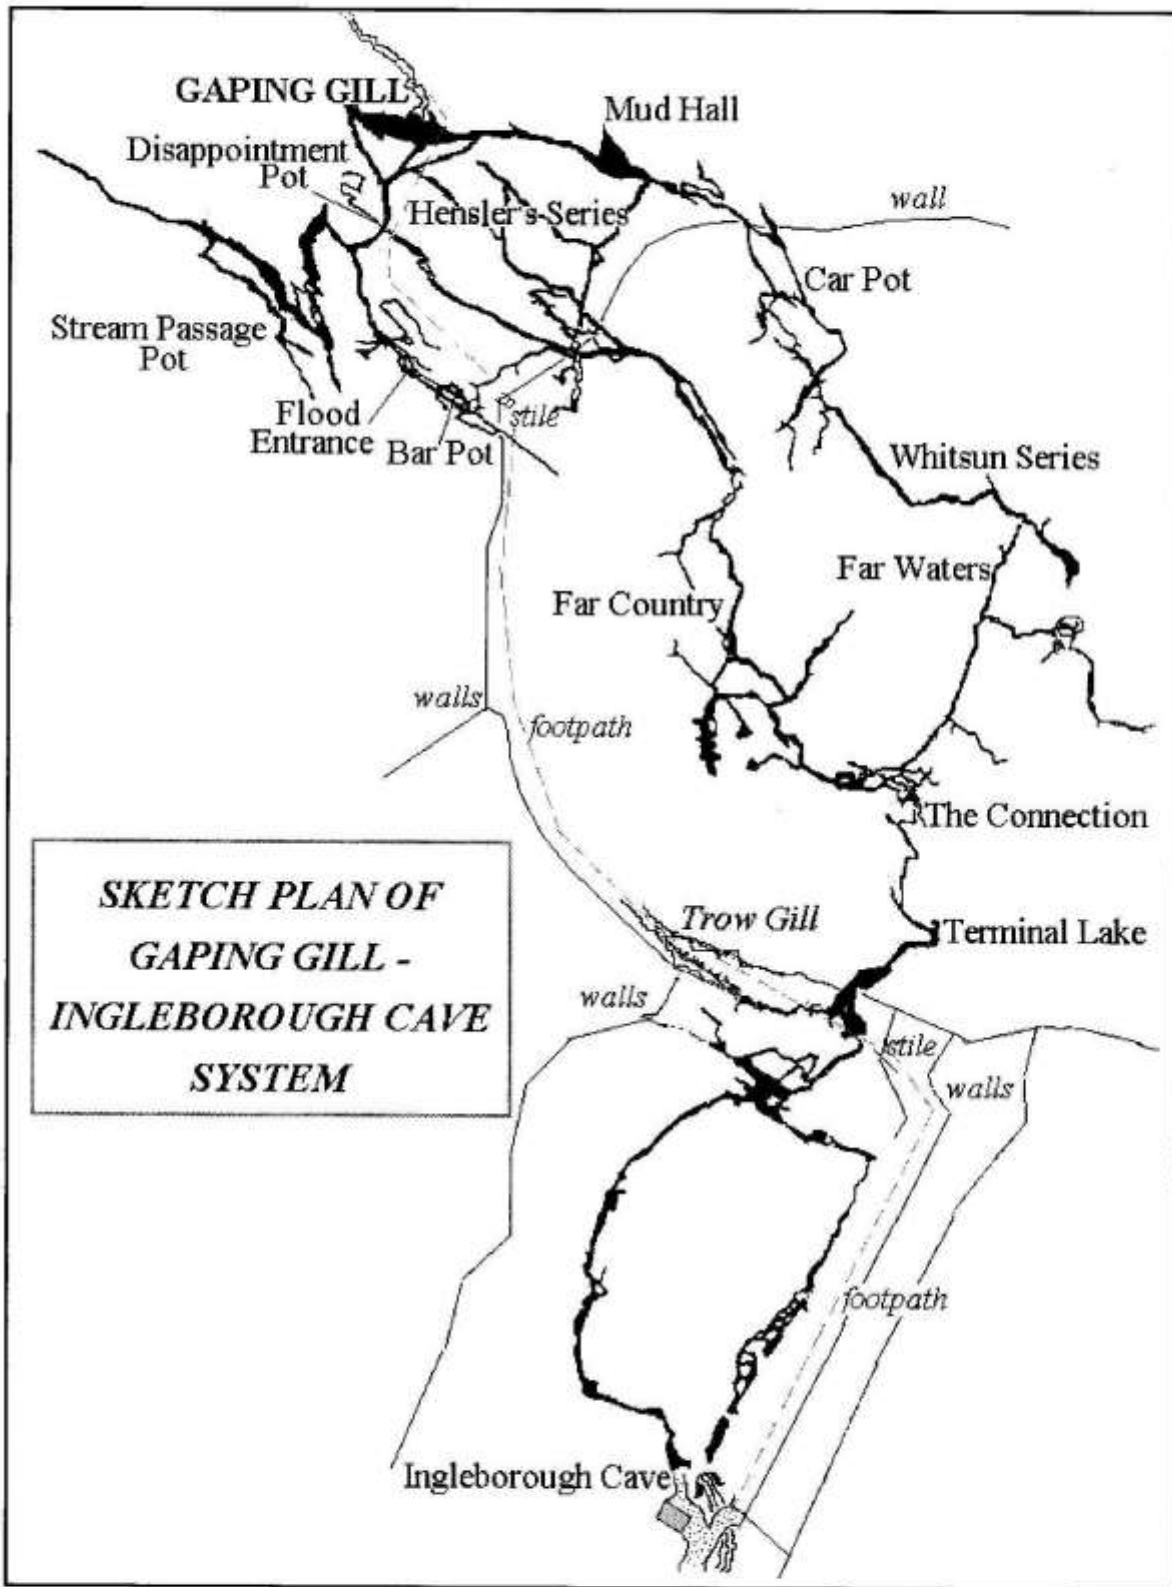 GAPING GILL
Mud Hall
Disappointment
Pot
wall
Hensler's Series
Car Pot
Stream Passage
Pot
Flood
Entrance
stile
Bar Pot
Whitsun Series
Far Waters
Far Country
walls
footpath
The Connection
SKETCH PLAN OF
GAPING GILL -
INGLEBOROUGH CAVE
SYSTEM
Trow Gill
Terminal Lake
walls
stile
walls
footpath
Ingleborough Cave